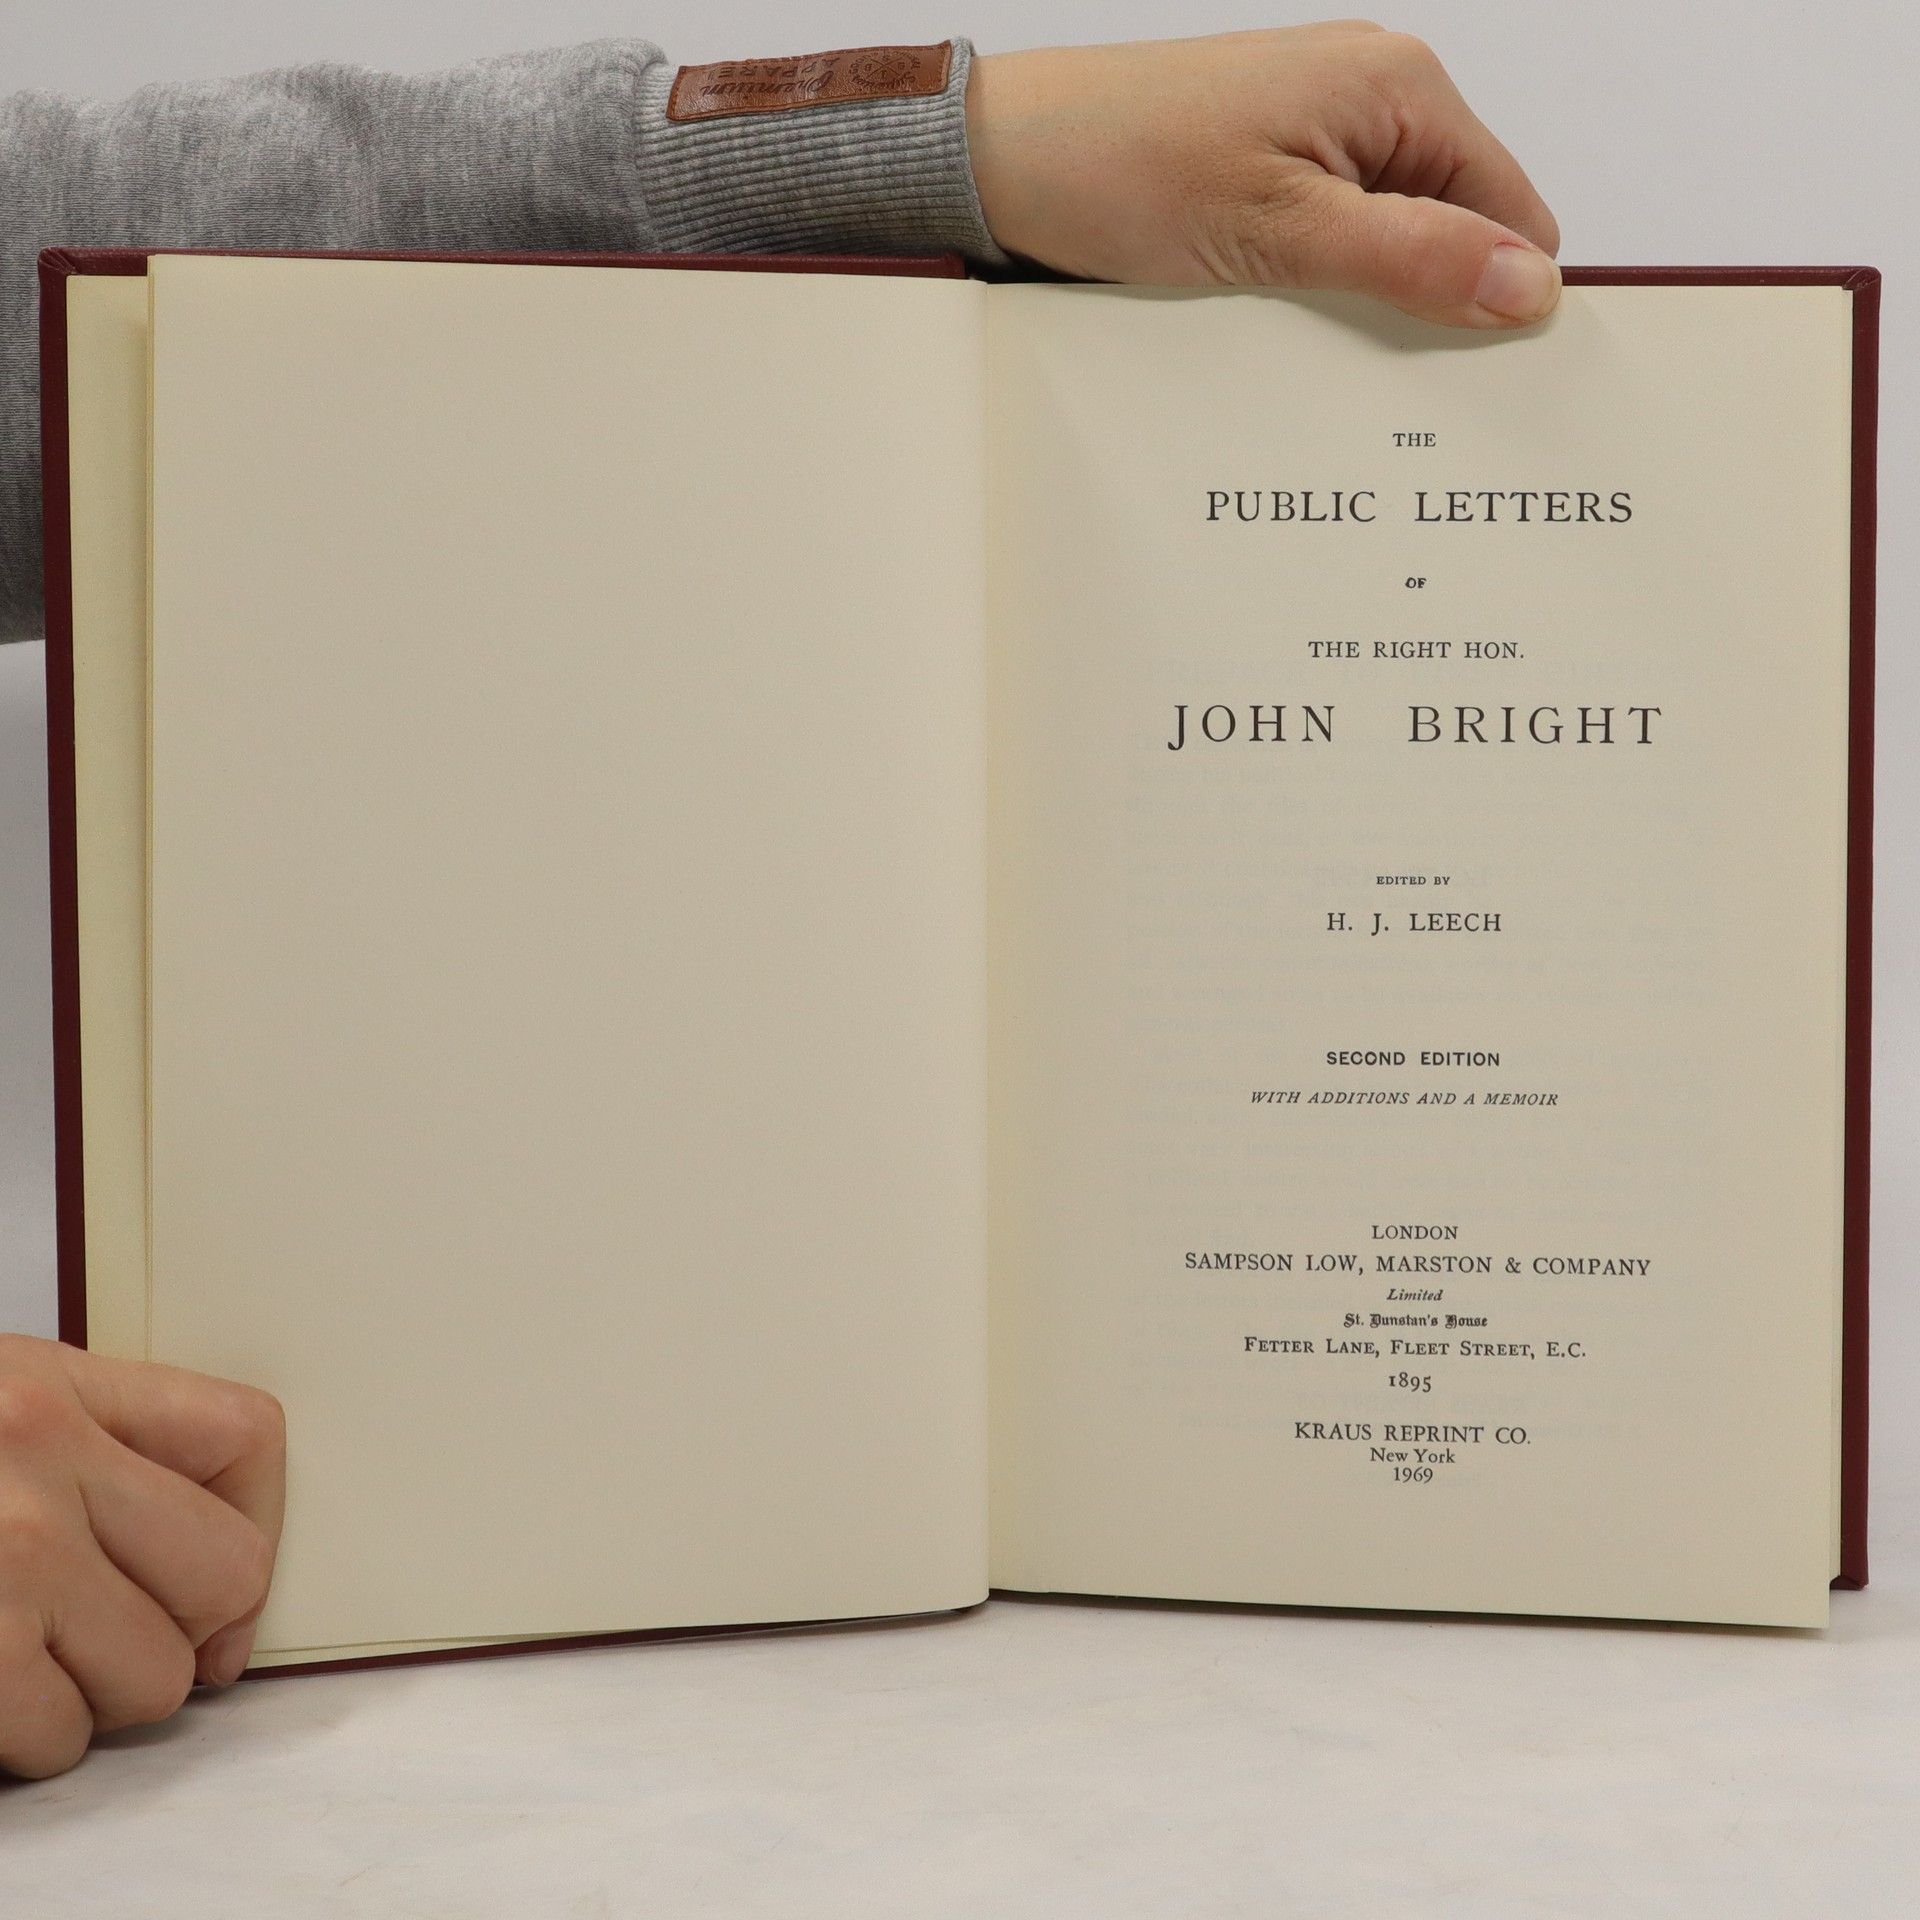 Premium
APPAREL
THE
PUBLIC LETTERS
OF
THE RIGHT HON.
JOHN BRIGHT
EDITED BY
H. J. LEECH
SECOND EDITION
WITH ADDITIONS AND A MEMOIR
LONDON
SAMPSON LOW, MARSTON & COMPANY
Limited
St. Dunstan's House
FETTER LANE, FLEET STREET, E.C.
1895
KRAUS REPRINT CO.
New York
1969